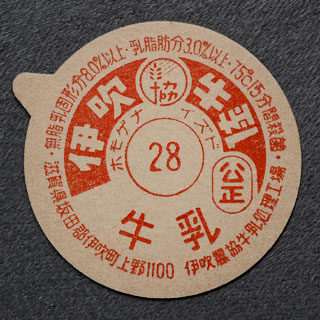 無脂乳固形分8.0%以上・乳脂肪分3.0%以上・75℃15分間殺菌・
伊吹 協 牛乳
ホモゲナイズド
28
公正
牛乳
滋賀県坂田郡伊吹町上野1100 伊吹農協牛乳処理工場